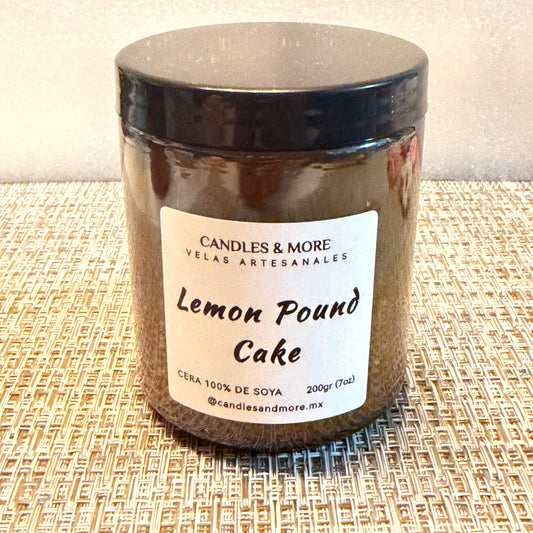 CANDLES & MORE
VELAS ARTESANALES
Lemon Pound
Cake
CERA 100% DE SOYA 200gr (7oz)
@candlesandmore.mx